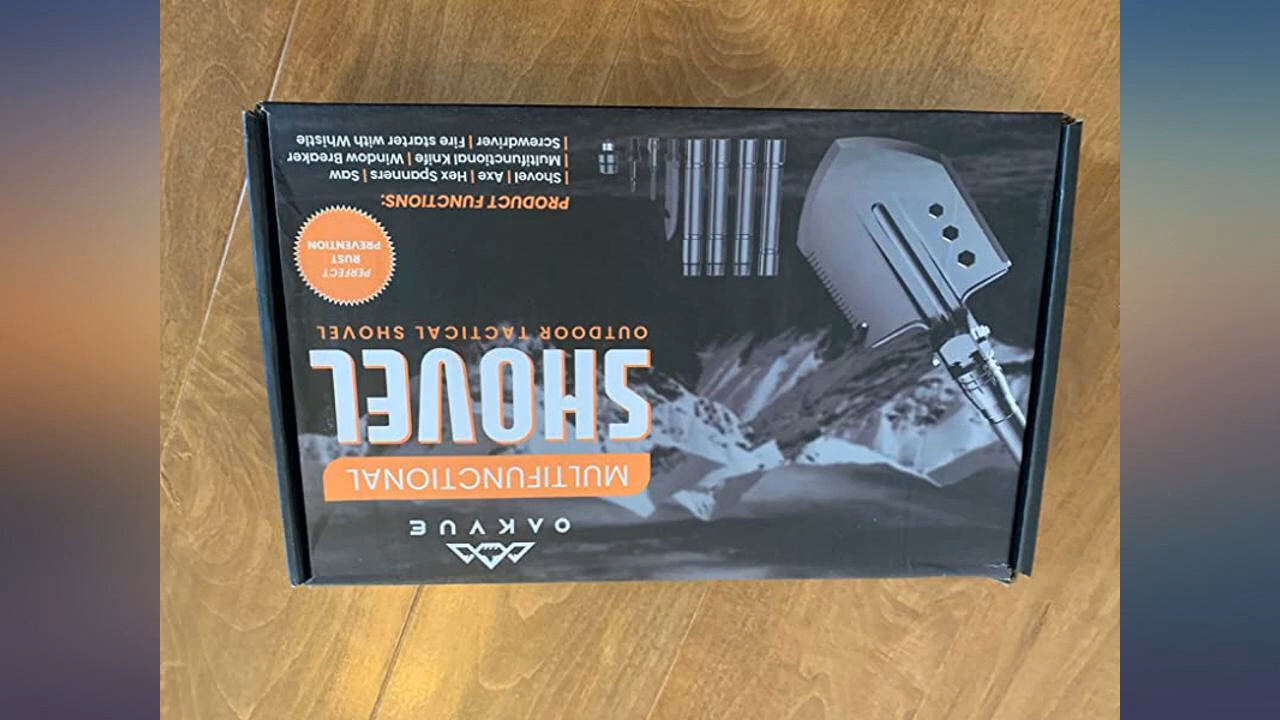 OAKVUE
MULTIFUNCTIONAL
SHOVEL
OUTDOOR TACTICAL SHOVEL
PERFECT
RUST
PREVENTION
PRODUCT FUNCTIONS:
| Shovel | Axe | Hex Spanners | Saw
| Multifunctional Knife | Window Breaker
| Screwdriver | Fire starter with Whistle